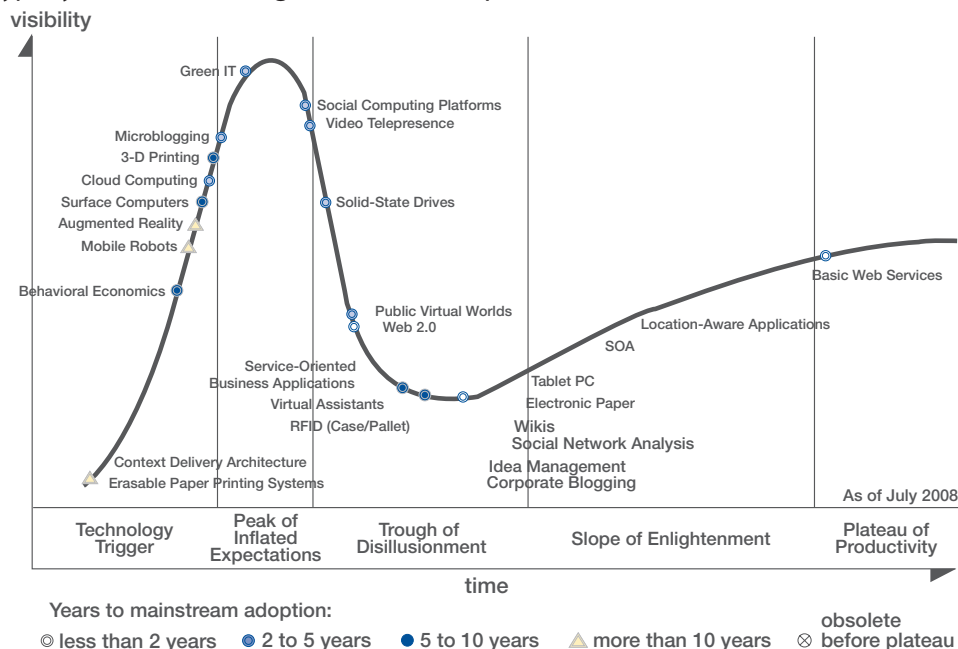 visibility
Green IT
Social Computing Platforms
Video Telepresence
Microblogging
3-D Printing
Cloud Computing
Surface Computers
Solid-State Drives
Augmented Reality
Mobile Robots
Behavioral Economics
Basic Web Services
Public Virtual Worlds
Web 2.0
Location-Aware Applications
SOA
Service-Oriented
Business Applications
Virtual Assistants
RFID (Case/Pallet)
Tablet PC
Electronic Paper
Wikis
Social Network Analysis
Idea Management
Corporate Blogging
Context Delivery Architecture
Erasable Paper Printing Systems
As of July 2008
Technology
Trigger
Peak of
Inflated
Expectations
Trough of
Disillusionment
Slope of Enlightenment
Plateau of
Productivity
time
Years to mainstream adoption:
less than 2 years
2 to 5 years
5 to 10 years
more than 10 years
obsolete
before plateau